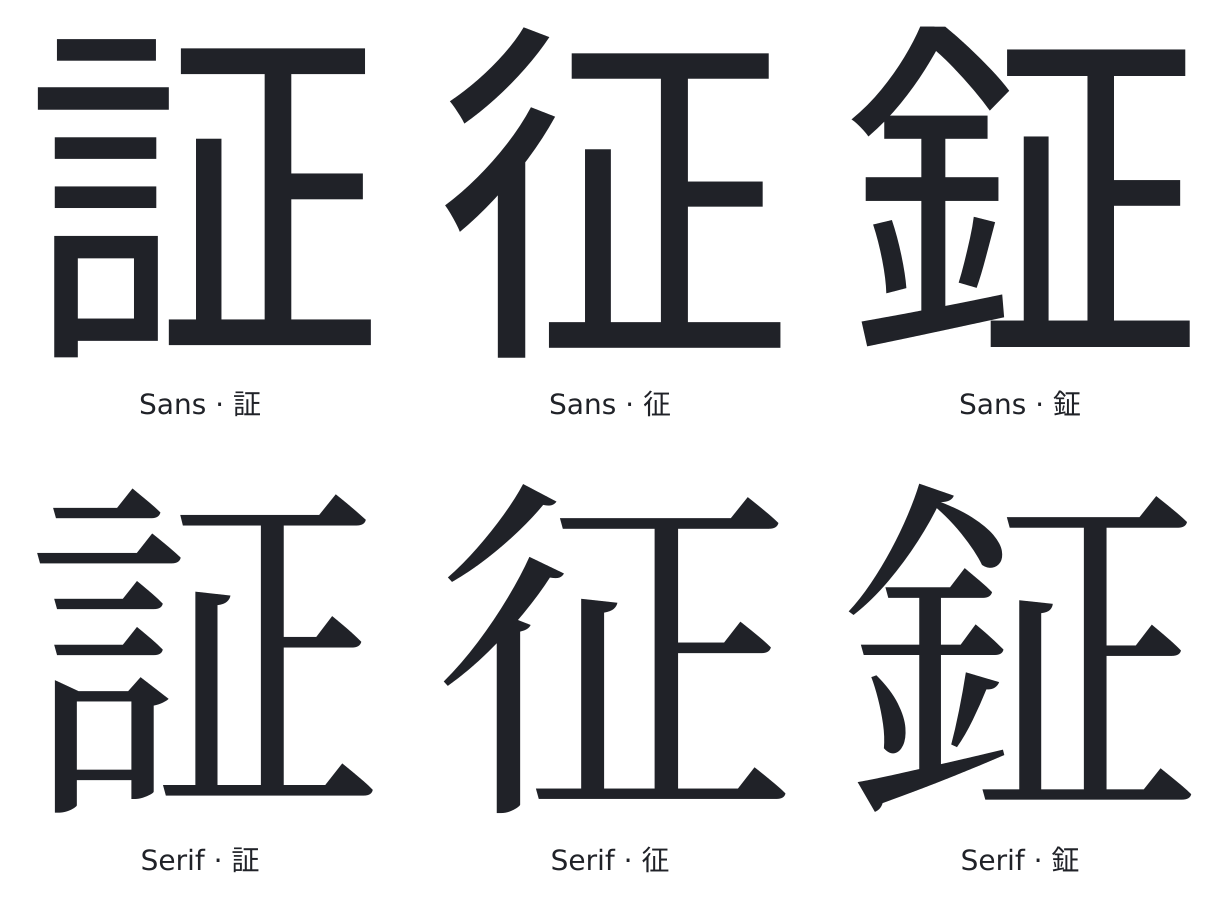 証 征 鉦
Sans · 証 Sans · 征 Sans · 鉦
証 征 鉦
Serif · 証 Serif · 征 Serif · 鉦